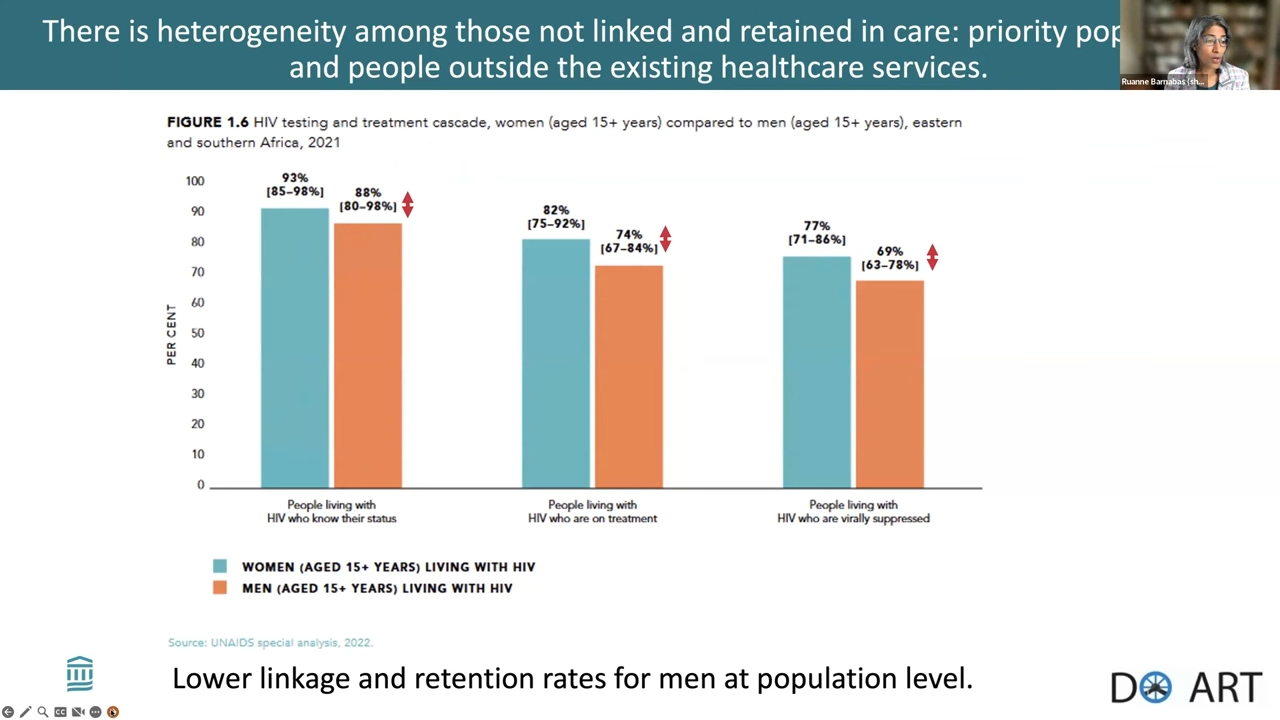 There is heterogeneity among those not linked and retained in care: priority pop
and people outside the existing healthcare services.
Ruanne Barnabas (sh...
FIGURE 1.6 HIV testing and treatment cascade, women (aged 15+ years) compared to men (aged 15+ years), eastern
and southern Africa, 2021
PER CENT
100
90
80
70
60
50
40
30
20
10
0
93%
[85–98%]
88%
[80–98%]
82%
[75–92%]
74%
[67–84%]
77%
[71–86%]
69%
[63–78%]
People living with
HIV who know their status
People living with
HIV who are on treatment
People living with
HIV who are virally suppressed
WOMEN (AGED 15+ YEARS) LIVING WITH HIV
MEN (AGED 15+ YEARS) LIVING WITH HIV
Source: UNAIDS special analysis, 2022.
Lower linkage and retention rates for men at population level.
DO ART
CC